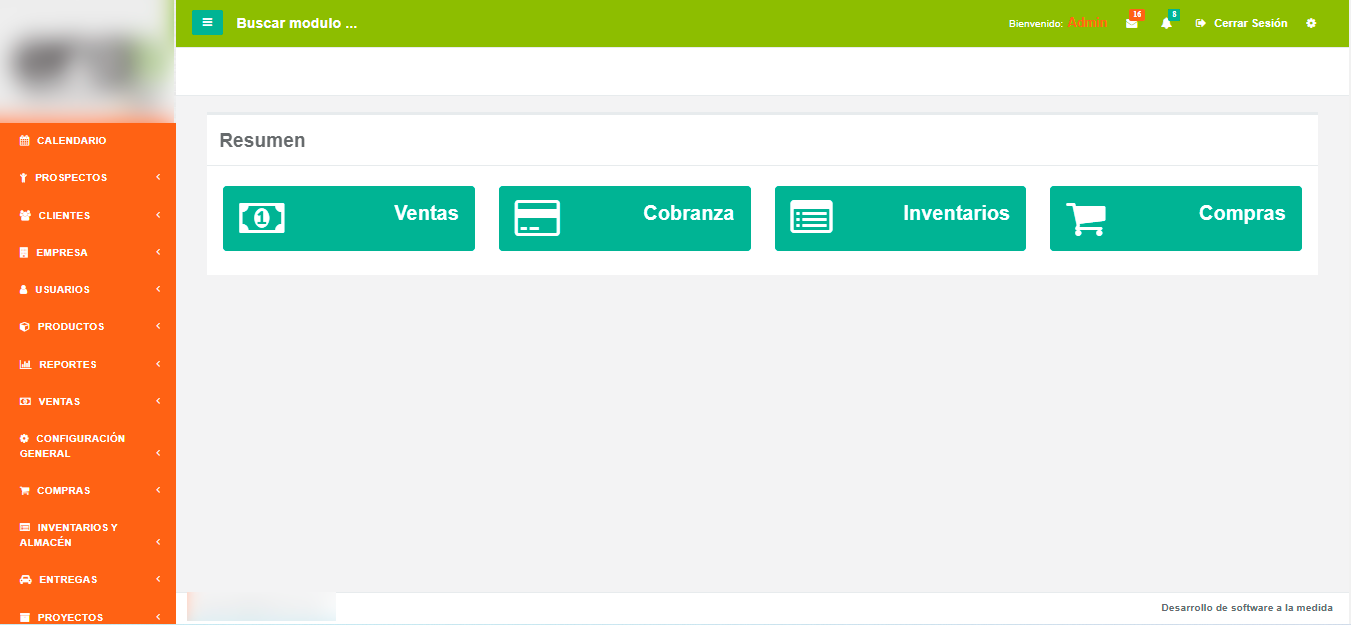 Buscar modulo ...
Bienvenido: Admin
16
8
Cerrar Sesión
CALENDARIO
PROSPECTOS
CLIENTES
EMPRESA
USUARIOS
PRODUCTOS
REPORTES
VENTAS
CONFIGURACIÓN
GENERAL
COMPRAS
INVENTARIOS Y
ALMACÉN
ENTREGAS
PROYECTOS
Resumen
1
Ventas
Cobranza
Inventarios
Compras
Desarrollo de software a la medida